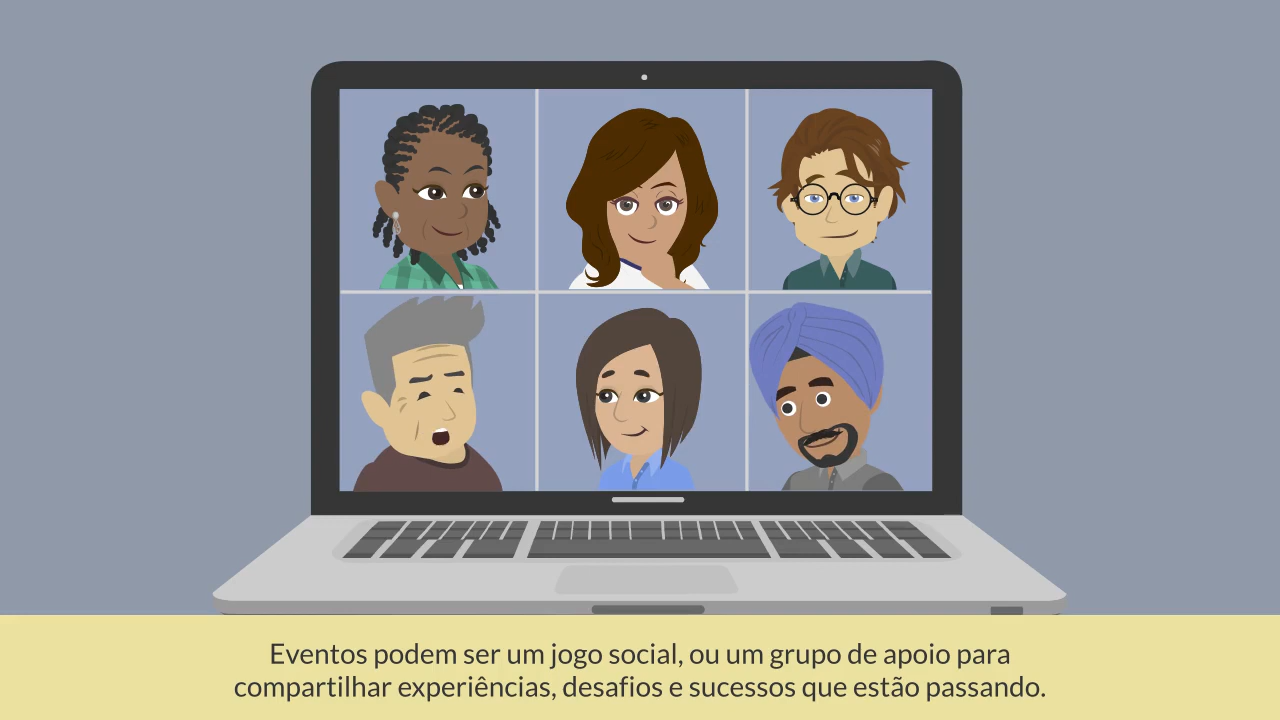 Eventos podem ser um jogo social, ou um grupo de apoio para
compartilhar experiências, desafios e sucessos que estão passando.